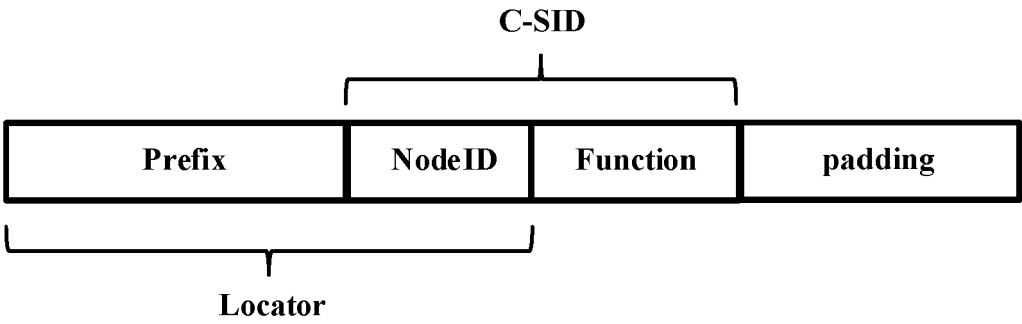 C-SID
Prefix NodeID Function padding
Locator